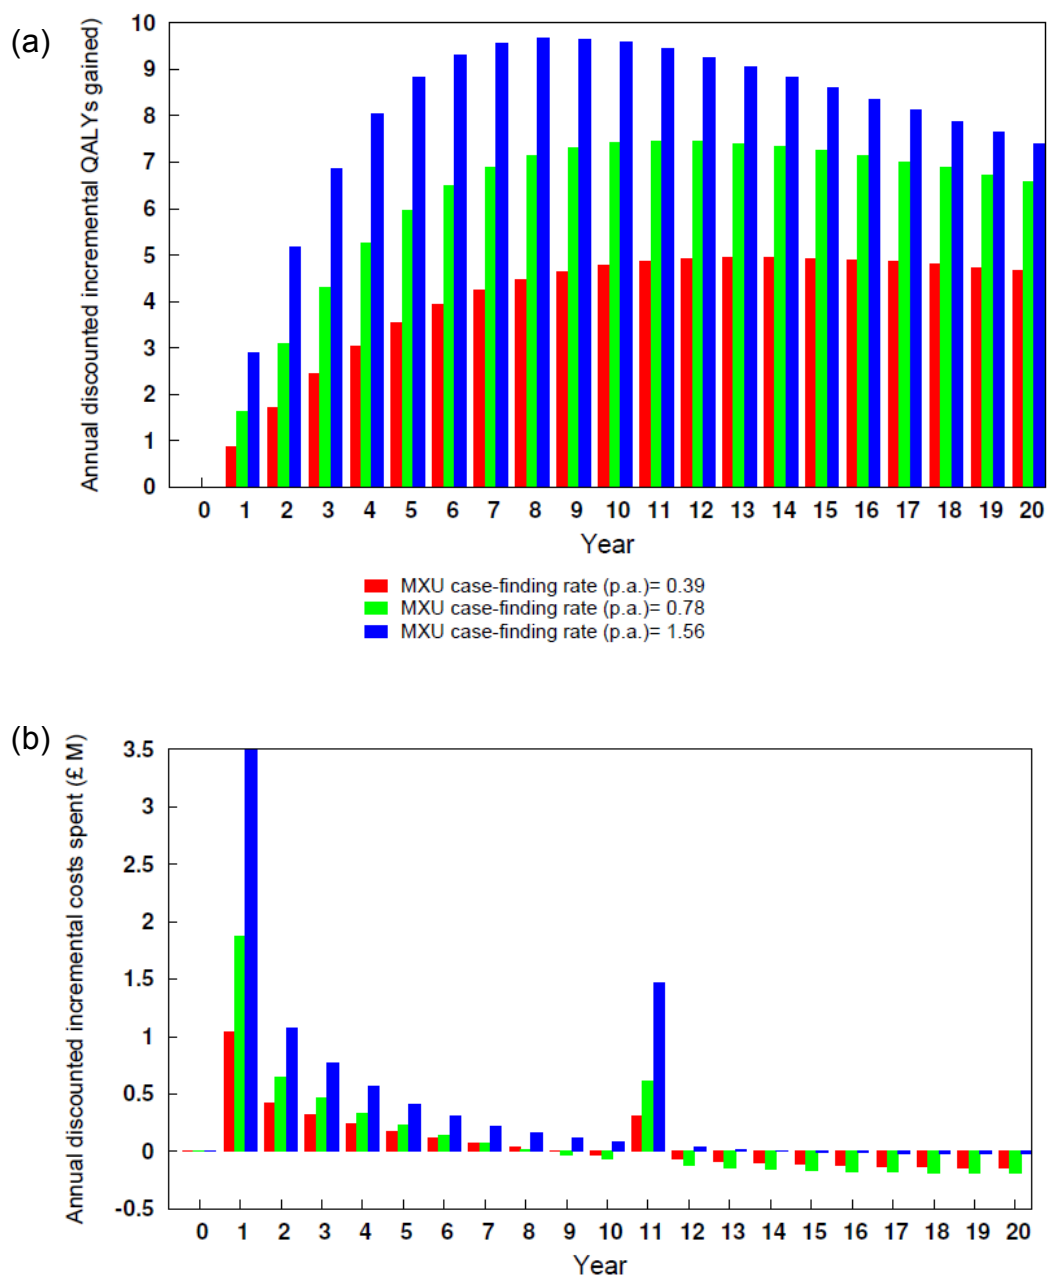 (a)
Annual discounted incremental QALYs gained)
10
9
8
7
6
5
4
3
2
1
0
0 1 2 3 4 5 6 7 8 9 10 11 12 13 14 15 16 17 18 19 20
Year
MXU case-finding rate (p.a.)= 0.39
MXU case-finding rate (p.a.)= 0.78
MXU case-finding rate (p.a.)= 1.56
(b)
Annual discounted incremental costs spent (£ M)
3.5
3
2.5
2
1.5
1
0.5
0
-0.5
0 1 2 3 4 5 6 7 8 9 10 11 12 13 14 15 16 17 18 19 20
Year